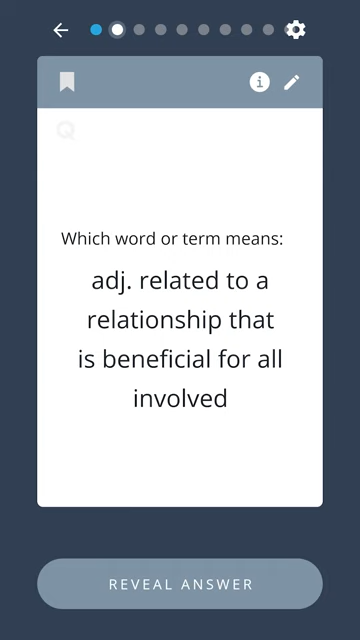 Q
Which word or term means:
adj. related to a
relationship that
is beneficial for all
involved
REVEAL ANSWER